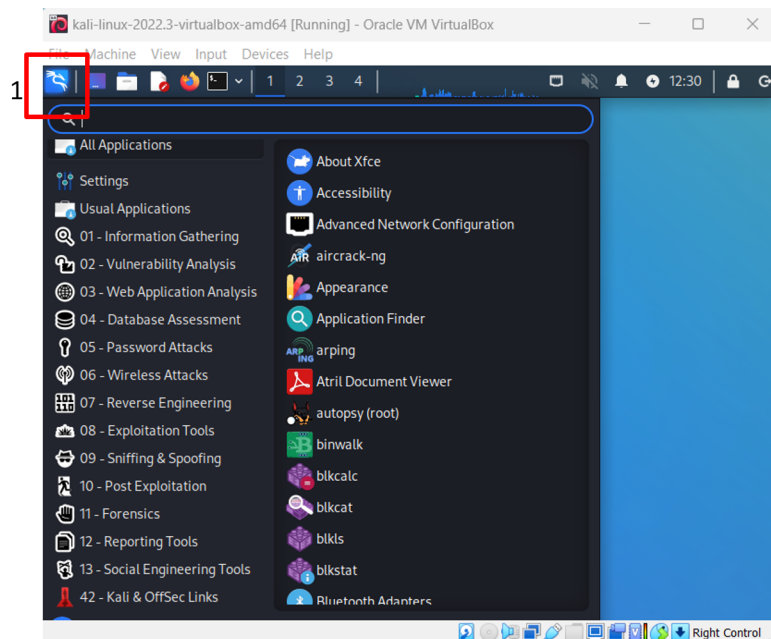 kali-linux-2022.3-virtualbox-amd64 [Running] - Oracle VM VirtualBox
File Machine View Input Devices Help
1
1 2 3 4 12:30
All Applications
Settings
Usual Applications
01 - Information Gathering
02 - Vulnerability Analysis
03 - Web Application Analysis
04 - Database Assessment
05 - Password Attacks
06 - Wireless Attacks
07 - Reverse Engineering
08 - Exploitation Tools
09 - Sniffing & Spoofing
10 - Post Exploitation
11 - Forensics
12 - Reporting Tools
13 - Social Engineering Tools
42 - Kali & OffSec Links
About Xfce
Accessibility
Advanced Network Configuration
AIR aircrack-ng
Appearance
Application Finder
ARPING arping
Atril Document Viewer
autopsy (root)
binwalk
blkcalc
blkcat
blkls
blkstat
Bluetooth Adapters
Right Control